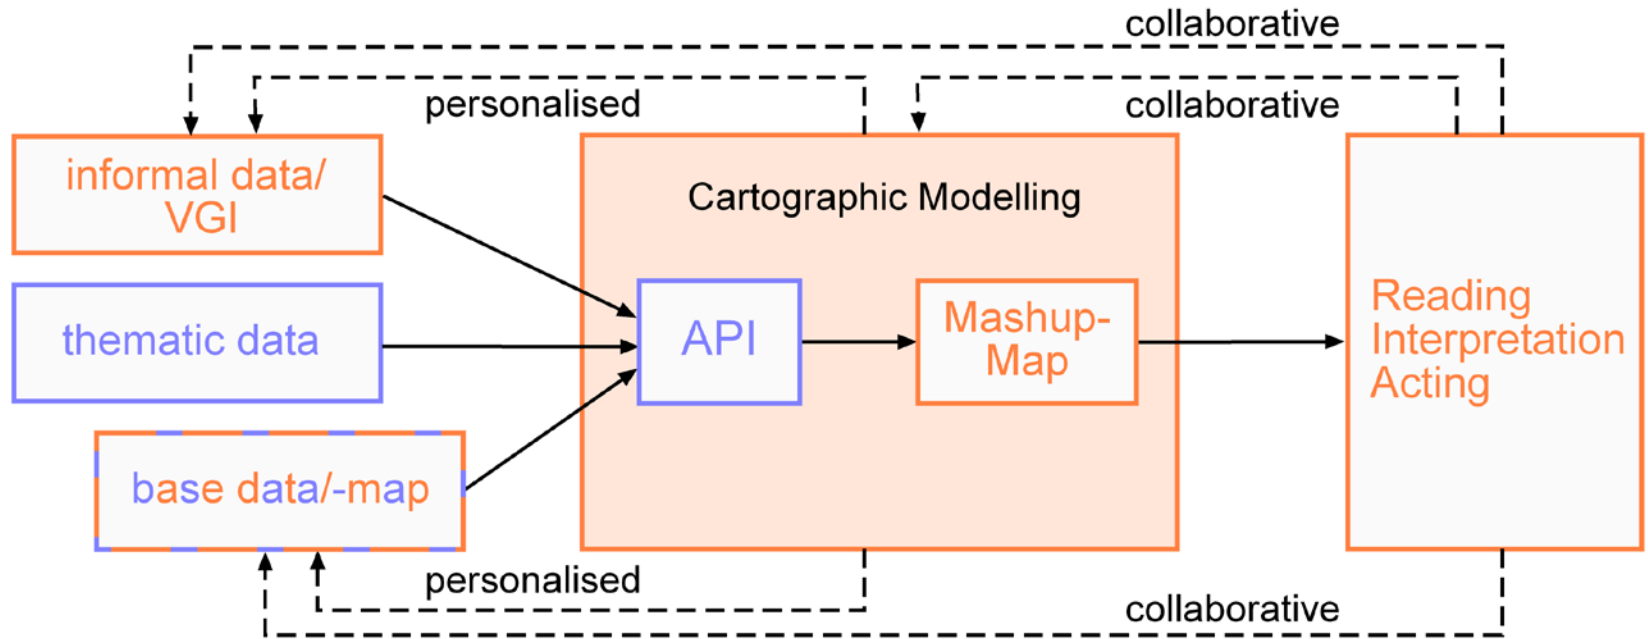 collaborative
personalised
collaborative
informal data/
VGI
Cartographic Modelling
thematic data
API
Mashup-
Map
Reading
Interpretation
Acting
base data/-map
personalised
collaborative